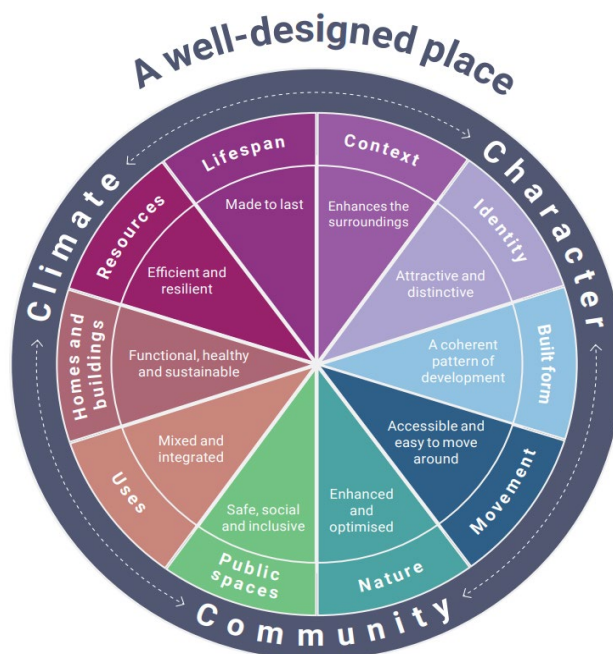 A well-designed place
Climate
Character
Community
Context
Enhances the
surroundings
Identity
Attractive and
distinctive
Built form
A coherent
pattern of
development
Movement
Accessible and
easy to move
around
Nature
Enhanced
and
optimised
Public
spaces
Safe, social
and inclusive
Uses
Mixed and
integrated
Homes and
buildings
Functional, healthy
and sustainable
Resources
Efficient and
resilient
Lifespan
Made to last